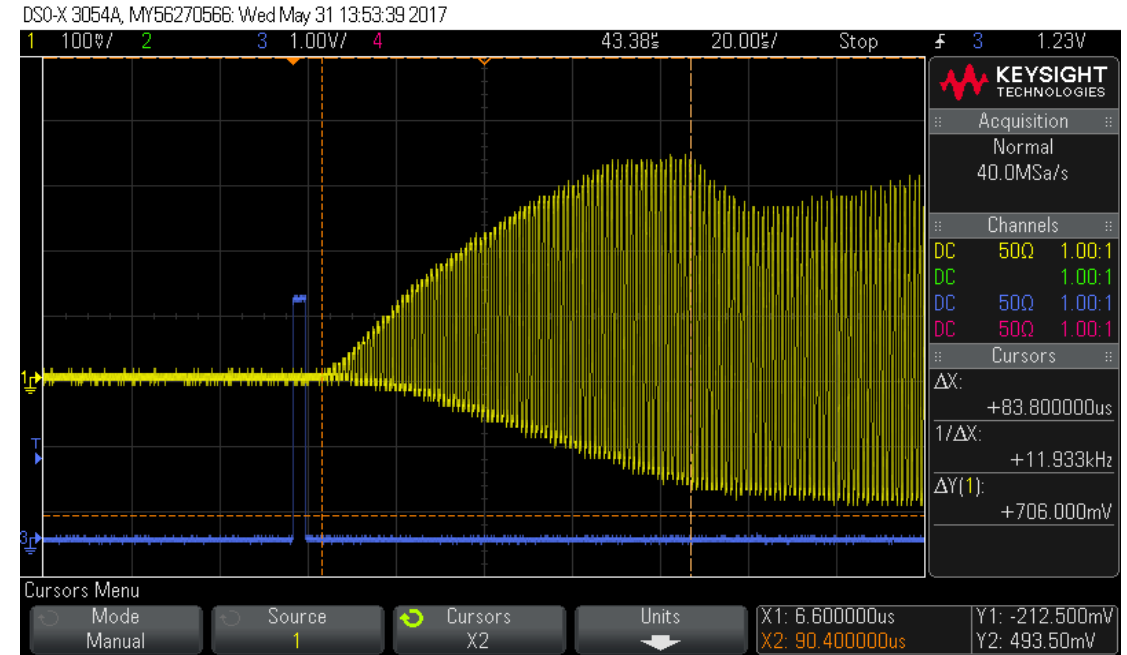 DSO-X 3054A, MY56270566: Wed May 31 13:53:39 2017
1 100mV/ 2 3 1.00V/ 4 43.38us 20.00us/ Stop 3 1.23V
KEYSIGHT
TECHNOLOGIES
Acquisition
Normal
40.0MSa/s
Channels
DC 50Ω 1.00:1
DC 1.00:1
DC 50Ω 1.00:1
DC 50Ω 1.00:1
Cursors
ΔX:
+83.800000us
1/ΔX:
+11.933kHz
ΔY(1):
+706.000mV
1
T
3
Cursors Menu
Mode
Manual
Source
1
Cursors
X2
Units
X1: 6.600000us
X2: 90.400000us
Y1: -212.500mV
Y2: 493.50mV